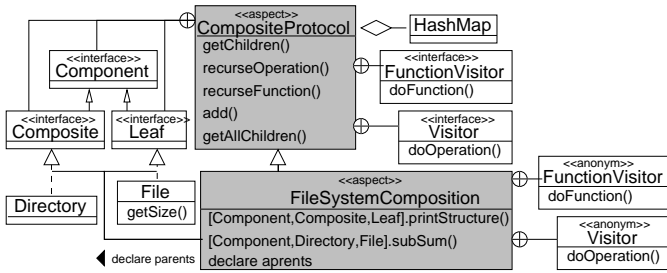 <<aspect>>
CompositeProtocol
getChildren()
recurseOperation()
recurseFunction()
add()
getAllChildren()
HashMap
<<interface>>
Component
<<interface>>
FunctionVisitor
doFunction()
<<interface>>
Composite
<<interface>>
Leaf
<<interface>>
Visitor
doOperation()
Directory
File
getSize()
<<aspect>>
FileSystemComposition
[Component,Composite,Leaf].printStructure()
[Component,Directory,File].subSum()
declare aprents
<<anonym>>
FunctionVisitor
doFunction()
<<anonym>>
Visitor
doOperation()
declare parents